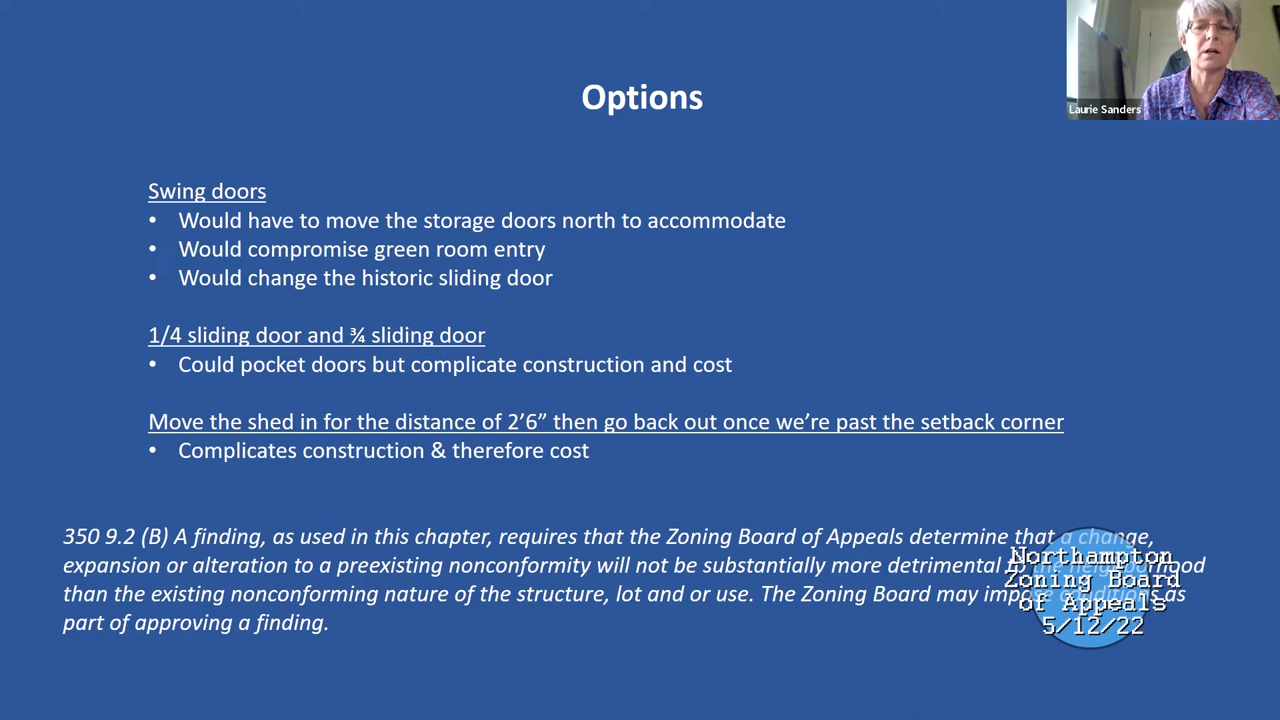 Options
Laurie Sanders
Swing doors
• Would have to move the storage doors north to accommodate
• Would compromise green room entry
• Would change the historic sliding door
1/4 sliding door and ¾ sliding door
• Could pocket doors but complicate construction and cost
Move the shed in for the distance of 2’6” then go back out once we’re past the setback corner
• Complicates construction & therefore cost
350 9.2 (B) A finding, as used in this chapter, requires that the Zoning Board of Appeals determine that a change,
expansion or alteration to a preexisting nonconformity will not be substantially more detrimental to the neighborhood
than the existing nonconforming nature of the structure, lot and or use. The Zoning Board may impose conditions as
part of approving a finding.
Northampton
Zoning Board
of Appeals
5/12/22